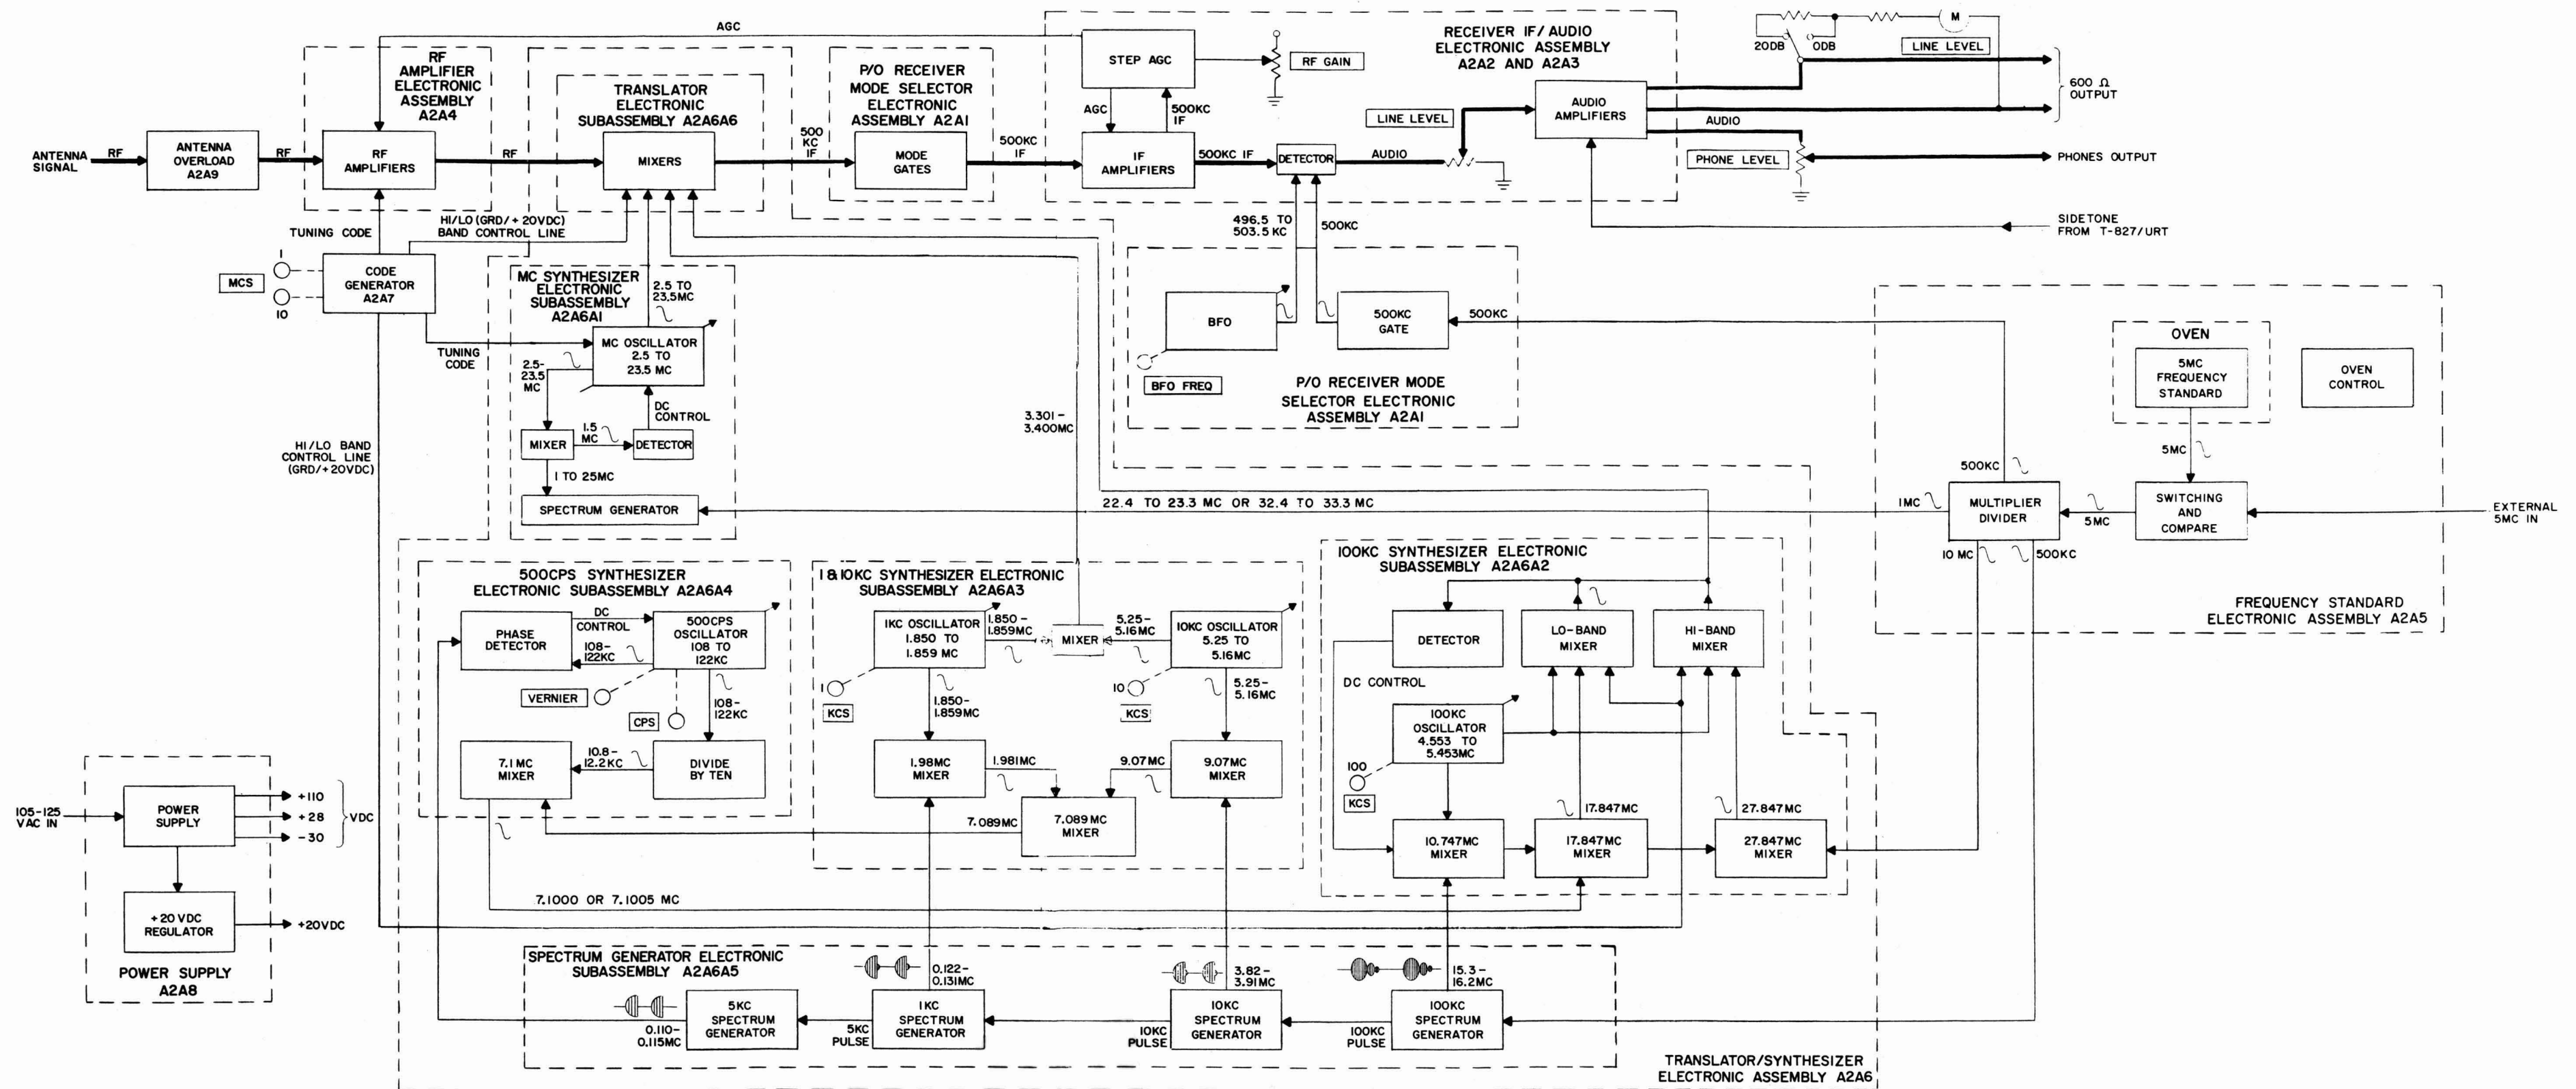 AGC
RF
AMPLIFIER
ELECTRONIC
ASSEMBLY
A2A4
TRANSLATOR
ELECTRONIC
SUBASSEMBLY A2A6A6
P/O RECEIVER
MODE SELECTOR
ELECTRONIC
ASSEMBLY A2A1
STEP AGC
RF GAIN
RECEIVER IF/AUDIO
ELECTRONIC ASSEMBLY
A2A2 AND A2A3
20DB
0DB
M
LINE LEVEL
600 Ω
OUTPUT
ANTENNA
SIGNAL
RF
ANTENNA
OVERLOAD
A2A9
RF
RF
AMPLIFIERS
RF
MIXERS
500
KC
IF
MODE
GATES
500KC
IF
AGC
500KC
IF
IF
AMPLIFIERS
500KC IF
DETECTOR
AUDIO
LINE LEVEL
AUDIO
AMPLIFIERS
AUDIO
PHONE LEVEL
PHONES OUTPUT
SIDETONE
FROM T-827/URT
TUNING CODE
HI/LO (GRD/+20VDC)
BAND CONTROL LINE
MCS
1
10
CODE
GENERATOR
A2A7
TUNING
CODE
HI/LO BAND
CONTROL LINE
(GRD/+20VDC)
MC SYNTHESIZER
ELECTRONIC
SUBASSEMBLY
A2A6A1
2.5 TO
23.5MC
MC OSCILLATOR
2.5 TO
23.5 MC
2.5-
23.5
MC
DC
CONTROL
MIXER
1.5
MC
DETECTOR
1 TO 25MC
SPECTRUM GENERATOR
3.301-
3.400MC
496.5 TO
503.5 KC
500KC
BFO
500KC
GATE
500KC
BFO FREQ
P/O RECEIVER MODE
SELECTOR ELECTRONIC
ASSEMBLY A2A1
22.4 TO 23.3 MC OR 32.4 TO 33.3 MC
OVEN
5MC
FREQUENCY
STANDARD
OVEN
CONTROL
5MC
500KC
1MC
MULTIPLIER
DIVIDER
5MC
SWITCHING
AND
COMPARE
EXTERNAL
5MC IN
10 MC
500KC
FREQUENCY STANDARD
ELECTRONIC ASSEMBLY A2A5
500CPS SYNTHESIZER
ELECTRONIC SUBASSEMBLY A2A6A4
PHASE
DETECTOR
DC
CONTROL
108-
122KC
500CPS
OSCILLATOR
108 TO
122KC
VERNIER
CPS
108-
122KC
7.1 MC
MIXER
10.8-
12.2KC
DIVIDE
BY TEN
1 & 10KC SYNTHESIZER ELECTRONIC
SUBASSEMBLY A2A6A3
1KC OSCILLATOR
1.850 TO
1.859 MC
1.850-
1.859MC
MIXER
5.25-
5.16MC
10KC OSCILLATOR
5.25 TO
5.16MC
1
KCS
1.850-
1.859MC
10
KCS
5.25-
5.16MC
1.98MC
MIXER
1.981MC
9.07MC
9.07MC
MIXER
7.089MC
7.089MC
MIXER
100KC SYNTHESIZER ELECTRONIC
SUBASSEMBLY A2A6A2
DETECTOR
LO-BAND
MIXER
HI-BAND
MIXER
DC CONTROL
100KC
OSCILLATOR
4.553 TO
5.453MC
100
KCS
17.847MC
27.847MC
10.747MC
MIXER
17.847MC
MIXER
27.847MC
MIXER
105-125
VAC IN
POWER
SUPPLY
+110
+28
-30
VDC
+20 VDC
REGULATOR
+20VDC
POWER SUPPLY
A2A8
7.1000 OR 7.1005 MC
SPECTRUM GENERATOR ELECTRONIC
SUBASSEMBLY A2A6A5
0.110-
0.115MC
5KC
SPECTRUM
GENERATOR
5KC
PULSE
0.122-
0.131MC
1KC
SPECTRUM
GENERATOR
10KC
PULSE
3.82-
3.91MC
10KC
SPECTRUM
GENERATOR
100KC
PULSE
15.3-
16.2MC
100KC
SPECTRUM
GENERATOR
TRANSLATOR/SYNTHESIZER
ELECTRONIC ASSEMBLY A2A6